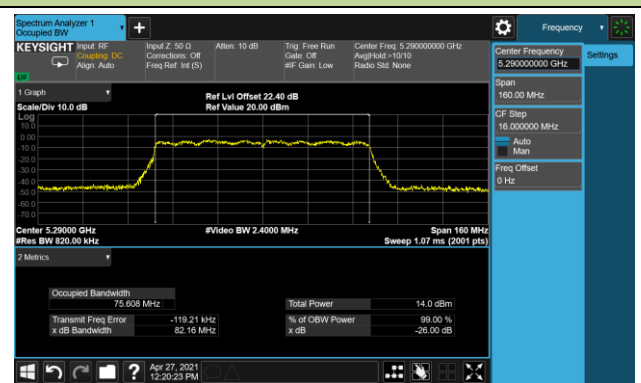 Spectrum Analyzer 1
Occupied BW
+
Frequency
KEYSIGHT Input: RF Input Z: 50 Ω Atten: 10 dB Trig: Free Run Center Freq: 5.290000000 GHz
Coupling: DC Corrections: Off Gate: Off Avg|Hold:>10/10
Align: Auto Freq Ref: Int (S) #IF Gain: Low Radio Std: None
LXI
Center Frequency
5.290000000 GHz
Settings
Span
160.00 MHz
CF Step
16.000000 MHz
Auto
Man
Freq Offset
0 Hz
1 Graph
Ref Lvl Offset 22.40 dB
Scale/Div 10.0 dB Ref Value 20.00 dBm
Log
10.0
0.00
-10.0
-20.0
-30.0
-40.0
-50.0
-60.0
-70.0
Center 5.29000 GHz #Video BW 2.4000 MHz Span 160 MHz
#Res BW 820.00 kHz Sweep 1.07 ms (2001 pts)
2 Metrics
Occupied Bandwidth
75.608 MHz
Total Power 14.0 dBm
Transmit Freq Error -119.21 kHz % of OBW Power 99.00 %
x dB Bandwidth 82.16 MHz x dB -26.00 dB
?
Apr 27, 2021
12:20:23 PM